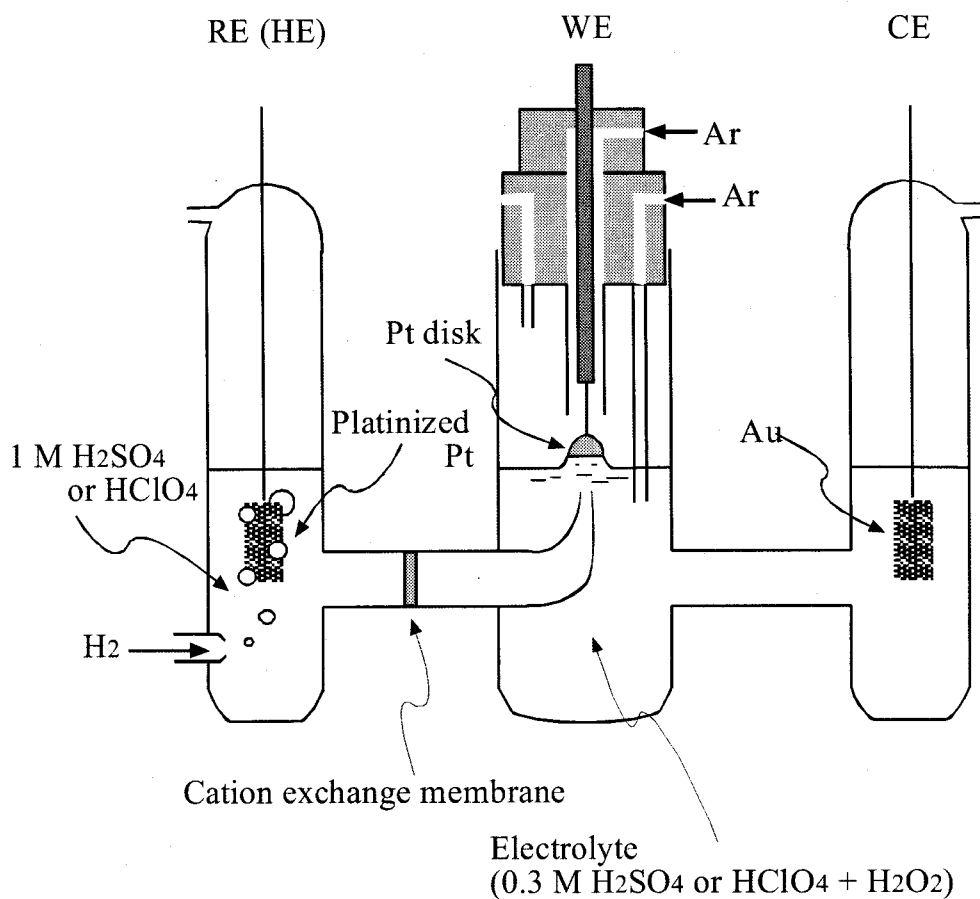 RE (HE)
WE
CE
Ar
Ar
Pt disk
Platinized
Pt
1 M H2SO4
or HClO4
Au
H2
Cation exchange membrane
Electrolyte
(0.3 M H2SO4 or HClO4 + H2O2)